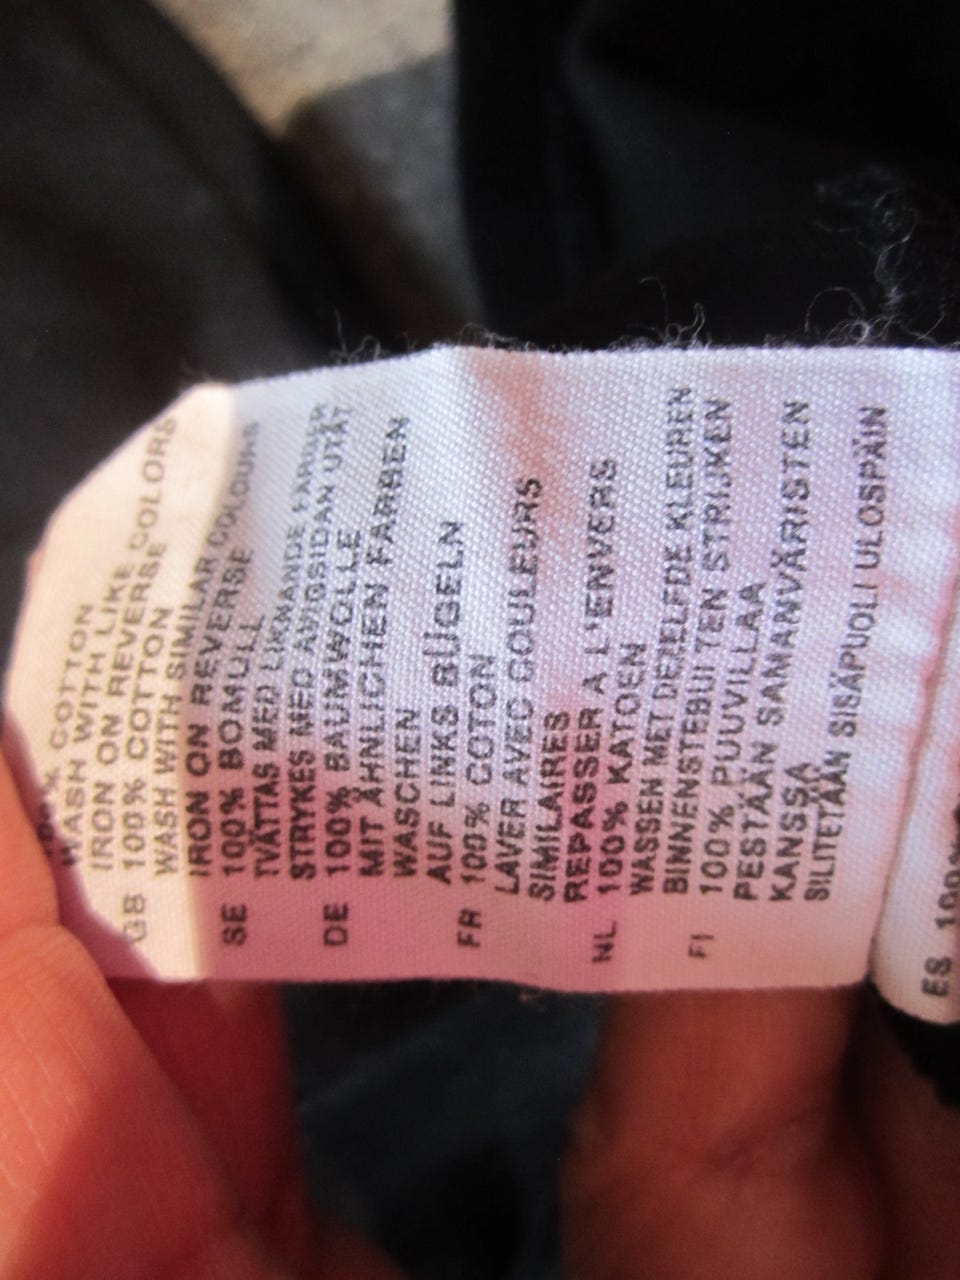 100% COTTON
WASH WITH LIKE COLORS
IRON ON REVERSE
GB 100% COTTON
WASH WITH SIMILAR COLOURS
IRON ON REVERSE
SE 100% BOMULL
TVÄTTAS MED LIKNANDE FÄRGER
STRYKES MED AVIGSIDAN UTÅT
DE 100% BAUMWOLLE
MIT ÄHNLICHEN FARBEN
WASCHEN
AUF LINKS BÜGELN
FR 100% COTON
LAVER AVEC COULEURS
SIMILAIRES
REPASSER A L'ENVERS
NL 100% KATOEN
WASSEN MET DEZELFDE KLEUREN
BINNENSTEBUITEN STRIJKEN
FI 100% PUUVILLAA
PESTÄÄN SAMANVÄRISTEN
KANSSA
SILITETÄÄN SISÄPUOLI ULOSPÄIN
ES